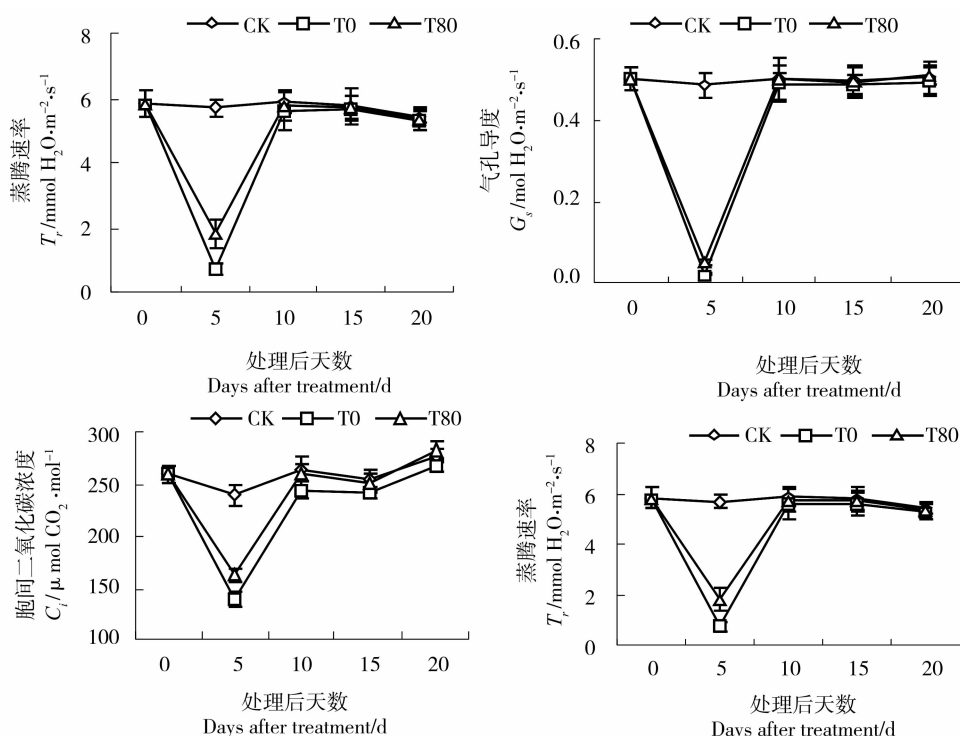 CK T0 T80
8
6
4
2
0
0 5 10 15 20
蒸腾速率
Tᵣ/mmol H₂O·m⁻²·s⁻¹
处理后天数
Days after treatment/d
CK T0 T80
0.6
0.4
0.2
0.0
0 5 10 15 20
气孔导度
Gₛ/mol H₂O·m⁻²·s⁻¹
处理后天数
Days after treatment/d
CK T0 T80
300
250
200
150
100
0 5 10 15 20
胞间二氧化碳浓度
Cᵢ/μ mol CO₂·mol⁻¹
处理后天数
Days after treatment/d
CK T0 T80
8
6
4
2
0
0 5 10 15 20
蒸腾速率
Tᵣ/mmol H₂O·m⁻²·s⁻¹
处理后天数
Days after treatment/d